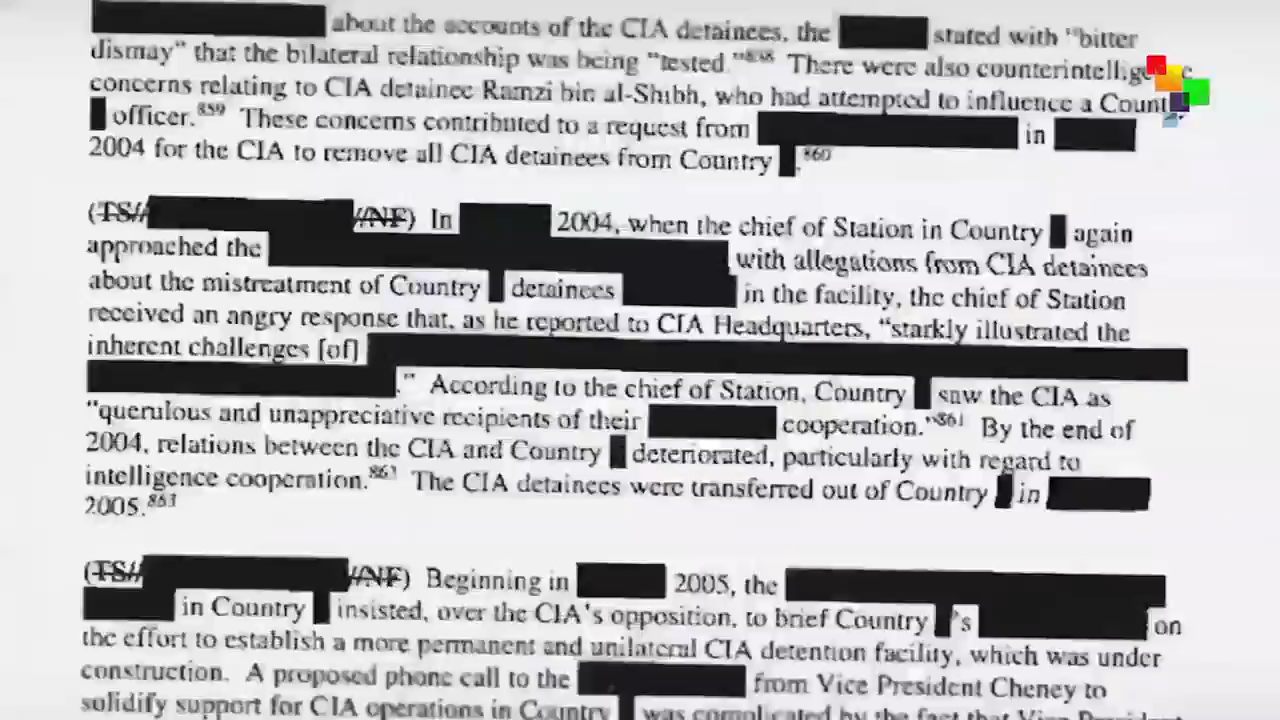 about the accounts of the CIA detainees, the stated with "bitter
dismay" that the bilateral relationship was being "tested."⁸⁵⁸ There were also counterintellige
concerns relating to CIA detainee Ramzi bin al-Shibh, who had attempted to influence a Count
officer.⁸⁵⁹ These concerns contributed to a request from in
2004 for the CIA to remove all CIA detainees from Country .⁸⁶⁰
(TS// //NF) In 2004, when the chief of Station in Country again
approached the with allegations from CIA detainees
about the mistreatment of Country detainees in the facility, the chief of Station
received an angry response that, as he reported to CIA Headquarters, "starkly illustrated the
inherent challenges [of]
." According to the chief of Station, Country saw the CIA as
"querulous and unappreciative recipients of their cooperation."⁸⁶¹ By the end of
2004, relations between the CIA and Country deteriorated, particularly with regard to
intelligence cooperation. The CIA detainees were transferred out of Country in
2005.⁸⁶³
(TS// //NF) Beginning in 2005, the
in Country insisted, over the CIA's opposition, to brief Country 's on
the effort to establish a more permanent and unilateral CIA detention facility, which was under
construction. A proposed phone call to the from Vice President Cheney to
solidify support for CIA operations in Country was complicated by the fact that Vice President